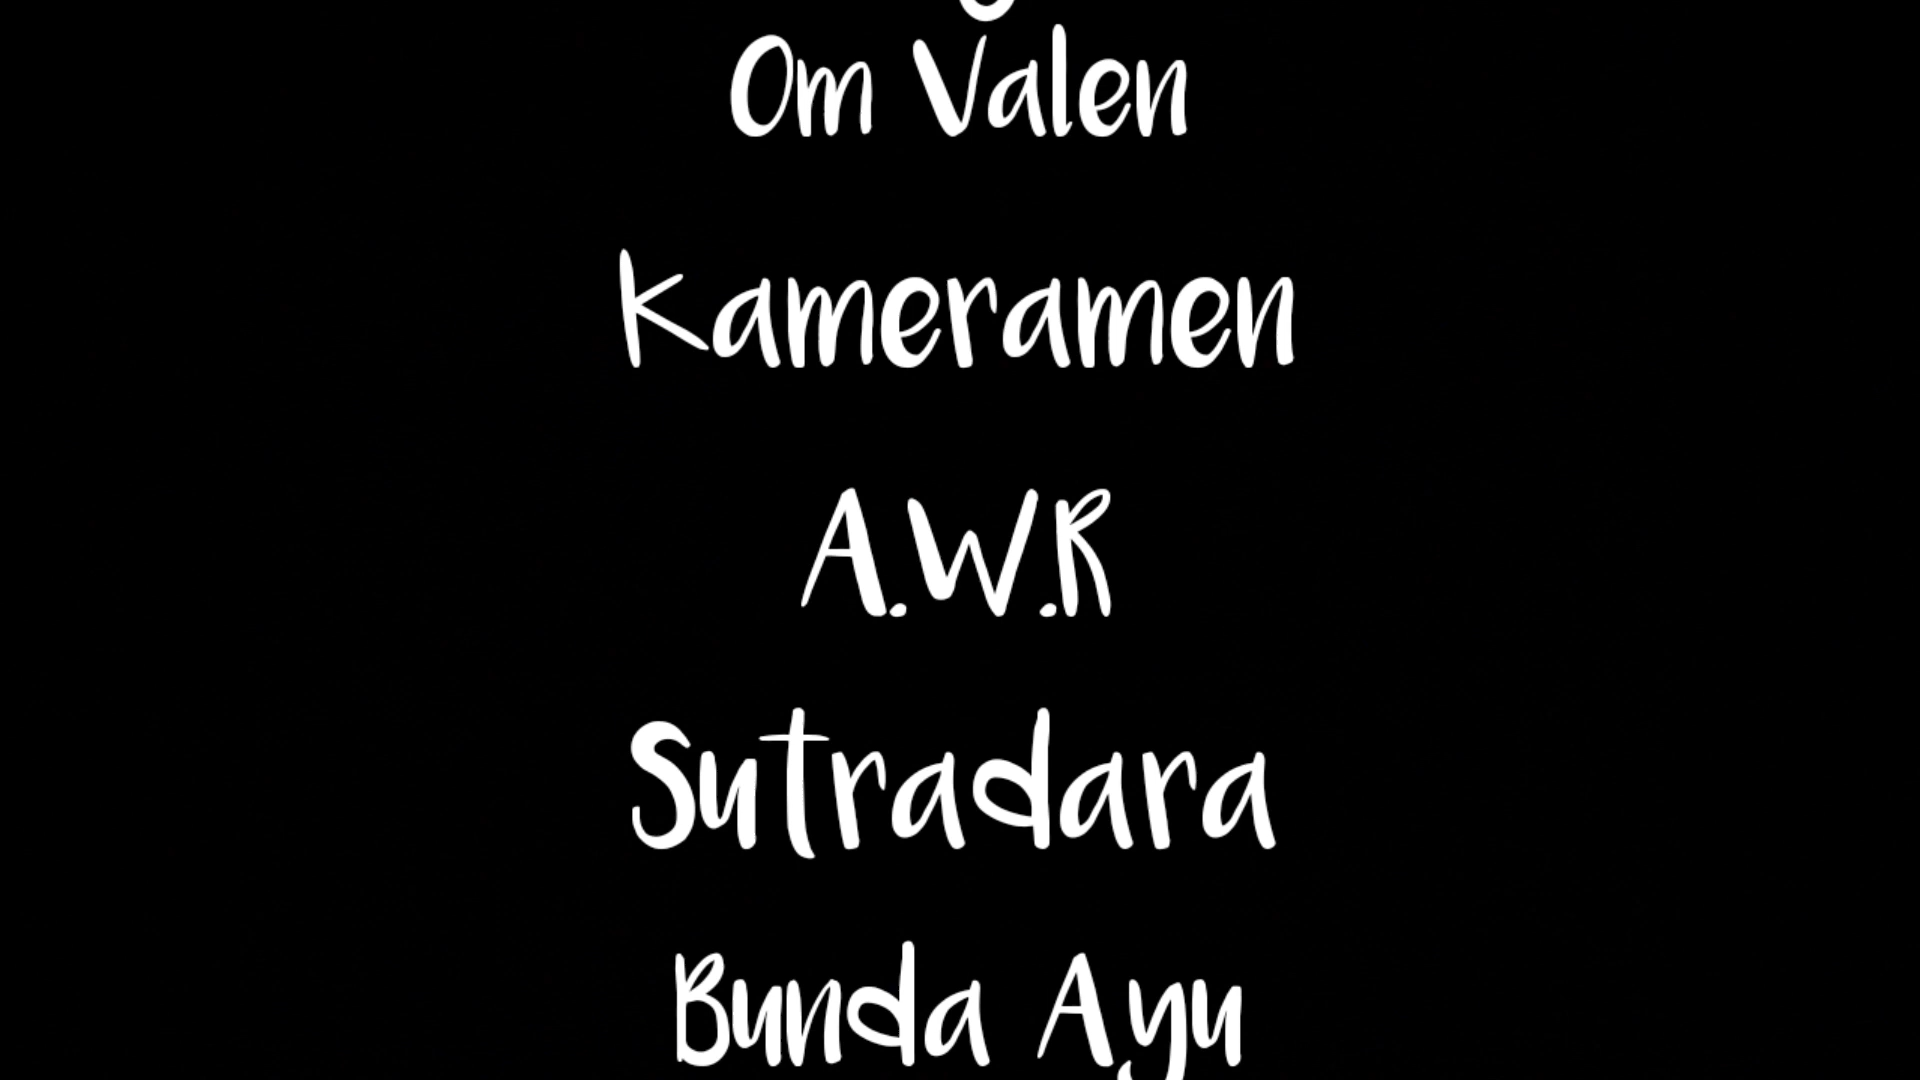 Om Valen
Kameramen
A.W.R
Sutradara
Bunda Ayu